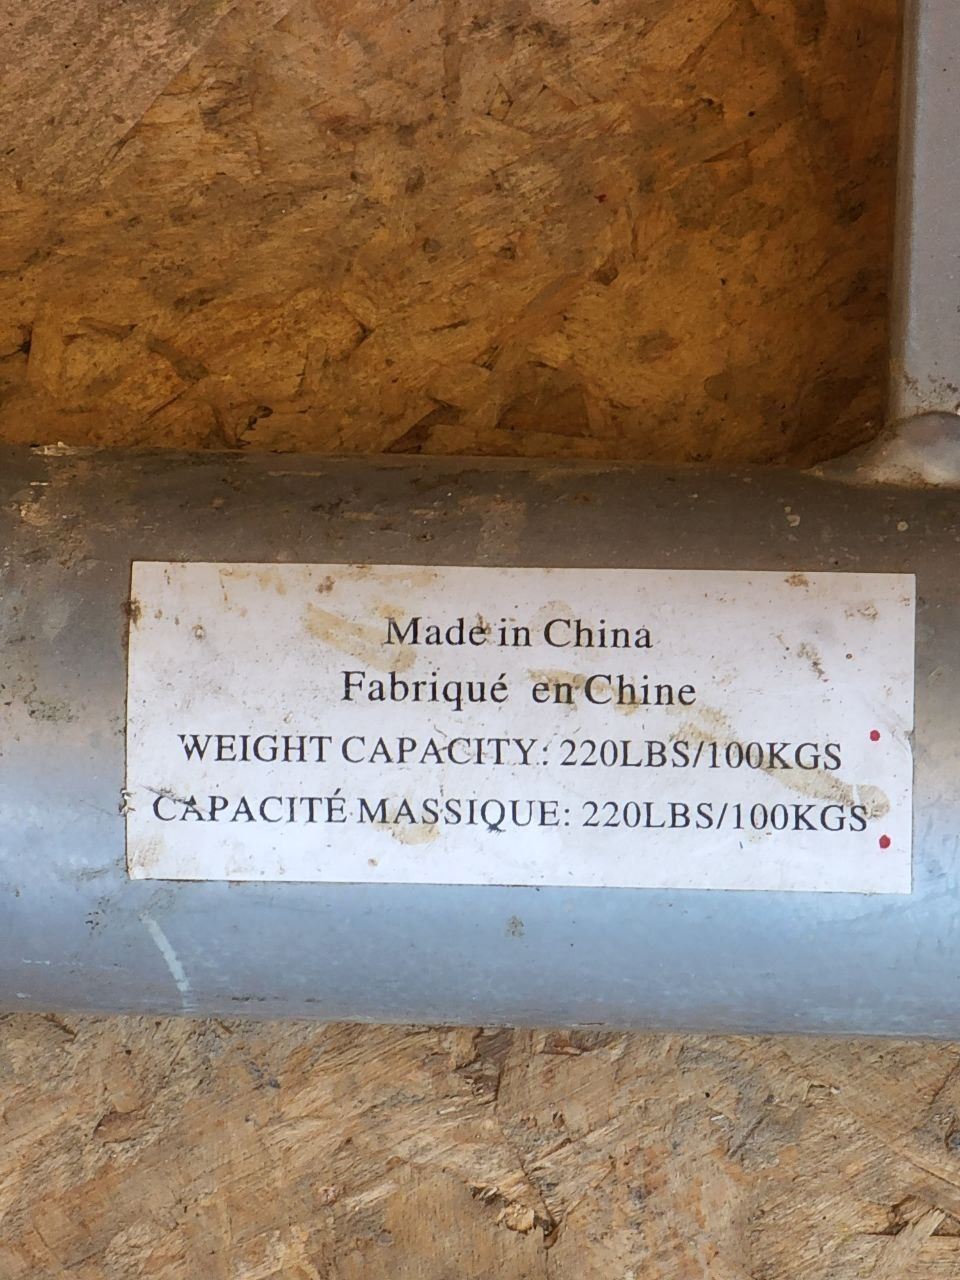 Made in China
Fabriqué en Chine
WEIGHT CAPACITY: 220LBS/100KGS
CAPACITÉ MASSIQUE: 220LBS/100KGS